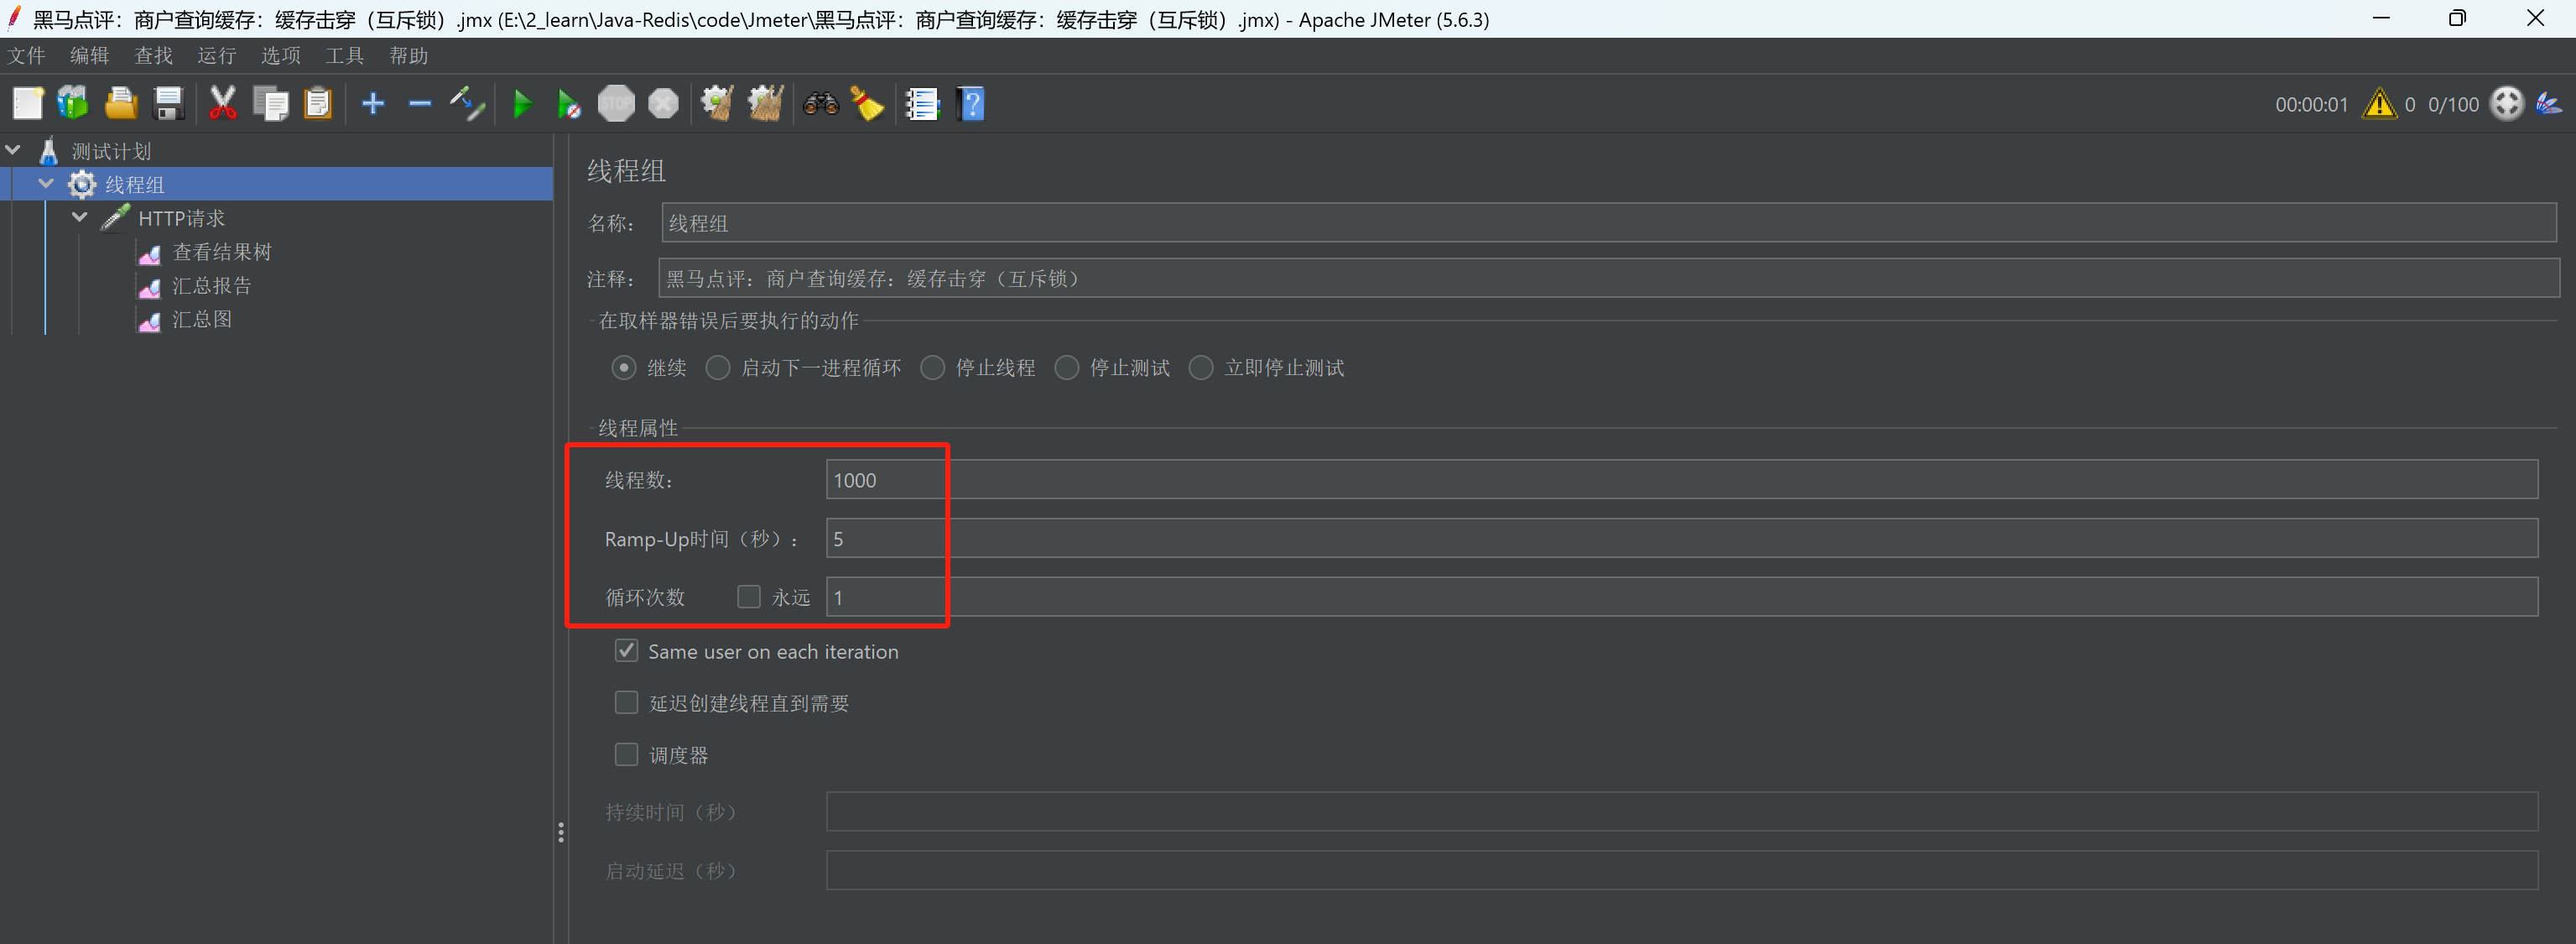 黑马点评：商户查询缓存：缓存击穿（互斥锁）.jmx (E:\2_learn\Java-Redis\code\Jmeter\黑马点评：商户查询缓存：缓存击穿（互斥锁）.jmx) - Apache JMeter (5.6.3)
文件 编辑 查找 运行 选项 工具 帮助
STOP
00:00:01 0 0/100
测试计划
线程组
HTTP请求
查看结果树
汇总报告
汇总图
线程组
名称： 线程组
注释： 黑马点评：商户查询缓存：缓存击穿（互斥锁）
在取样器错误后要执行的动作
继续 启动下一进程循环 停止线程 停止测试 立即停止测试
线程属性
线程数： 1000
Ramp-Up时间（秒）： 5
循环次数 永远 1
Same user on each iteration
延迟创建线程直到需要
调度器
持续时间（秒）
启动延迟（秒）